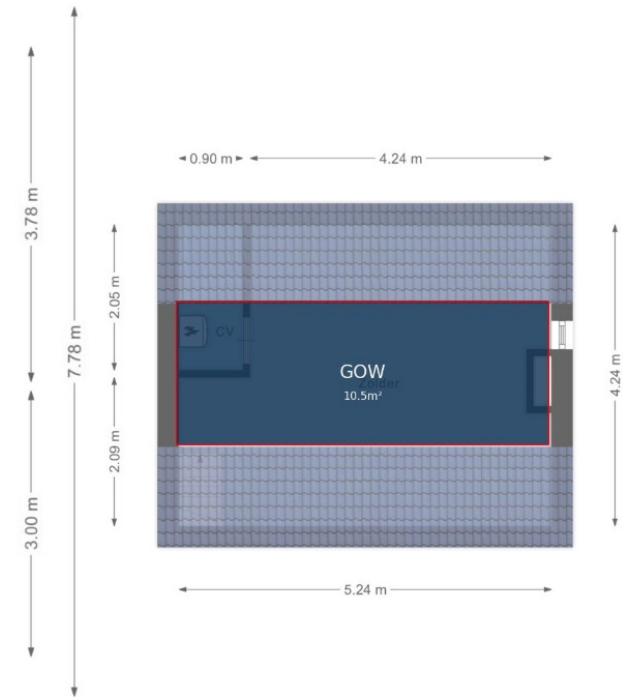 0.90 m
4.24 m
3.78 m
2.05 m
7.78 m
CV
GOW
Zolder
10.5m²
4.24 m
2.09 m
3.00 m
5.24 m